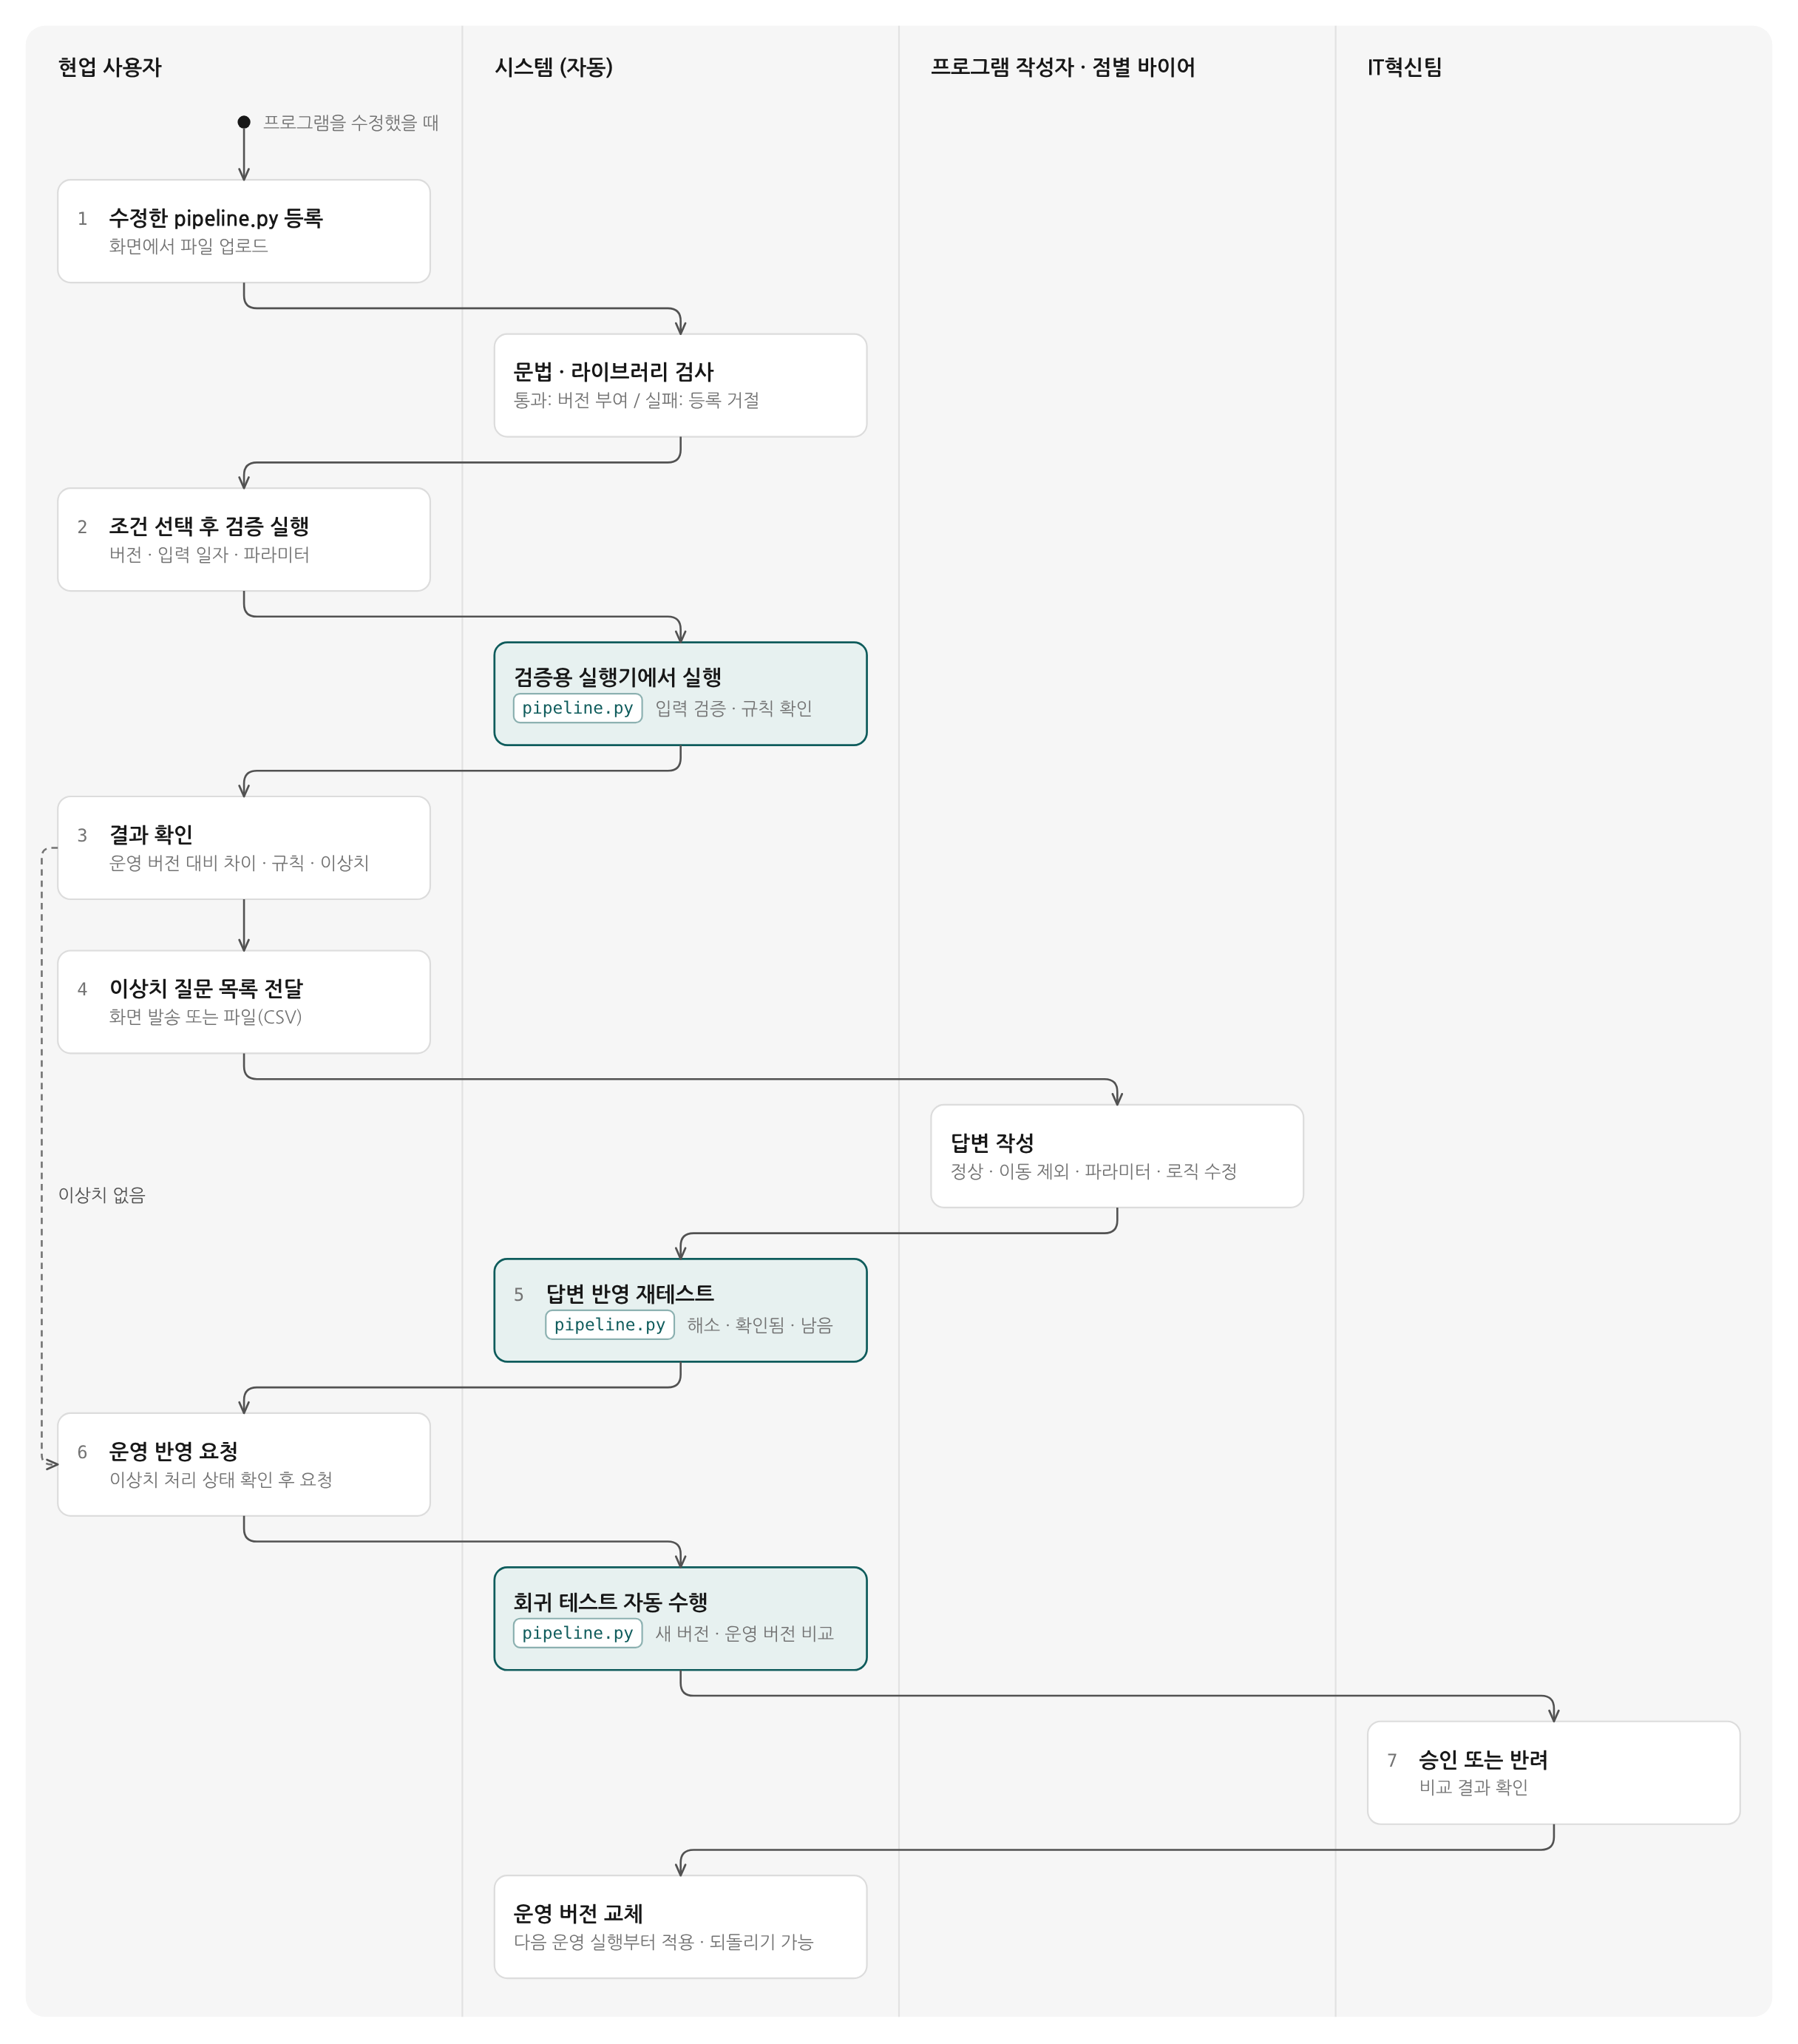 현업 사용자
시스템 (자동)
프로그램 작성자 · 점별 바이어
IT혁신팀
프로그램을 수정했을 때
1 수정한 pipeline.py 등록
화면에서 파일 업로드
문법 · 라이브러리 검사
통과: 버전 부여 / 실패: 등록 거절
2 조건 선택 후 검증 실행
버전 · 입력 일자 · 파라미터
검증용 실행기에서 실행
pipeline.py 입력 검증 · 규칙 확인
3 결과 확인
운영 버전 대비 차이 · 규칙 · 이상치
4 이상치 질문 목록 전달
화면 발송 또는 파일(CSV)
답변 작성
정상 · 이동 제외 · 파라미터 · 로직 수정
이상치 없음
5 답변 반영 재테스트
pipeline.py 해소 · 확인됨 · 남음
6 운영 반영 요청
이상치 처리 상태 확인 후 요청
회귀 테스트 자동 수행
pipeline.py 새 버전 · 운영 버전 비교
7 승인 또는 반려
비교 결과 확인
운영 버전 교체
다음 운영 실행부터 적용 · 되돌리기 가능